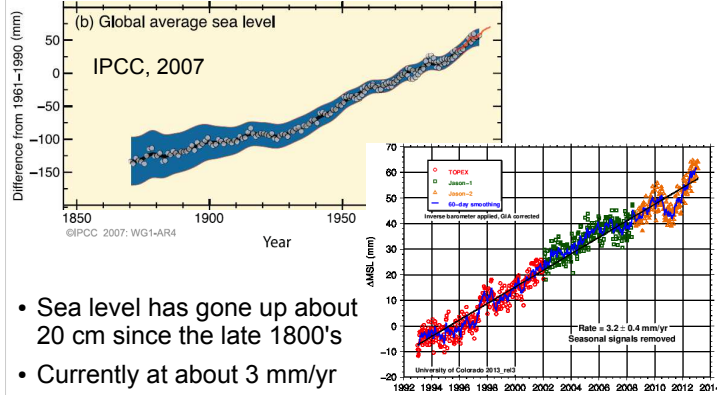 (b) Global average sea level
IPCC, 2007
Difference from 1961–1990 (mm)
50
0
−50
−100
−150
1850
1900
1950
©IPCC 2007: WG1-AR4
Year
70
60
50
40
30
20
10
0
−10
−20
ΔMSL (mm)
TOPEX
Jason−1
Jason−2
60−day smoothing
Inverse barometer applied, GIA corrected
Rate = 3.2 ± 0.4 mm/yr
Seasonal signals removed
University of Colorado 2013_rel3
1992 1994 1996 1998 2000 2002 2004 2006 2008 2010 2012 2014
• Sea level has gone up about
20 cm since the late 1800's
• Currently at about 3 mm/yr